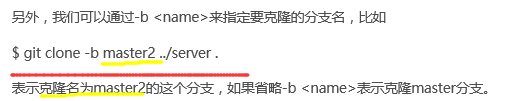 另外，我们可以通过-b <name>来指定要克隆的分支名，比如
$ git clone -b master2 ../server .
表示克隆名为master2的这个分支，如果省略-b <name>表示克隆master分支。